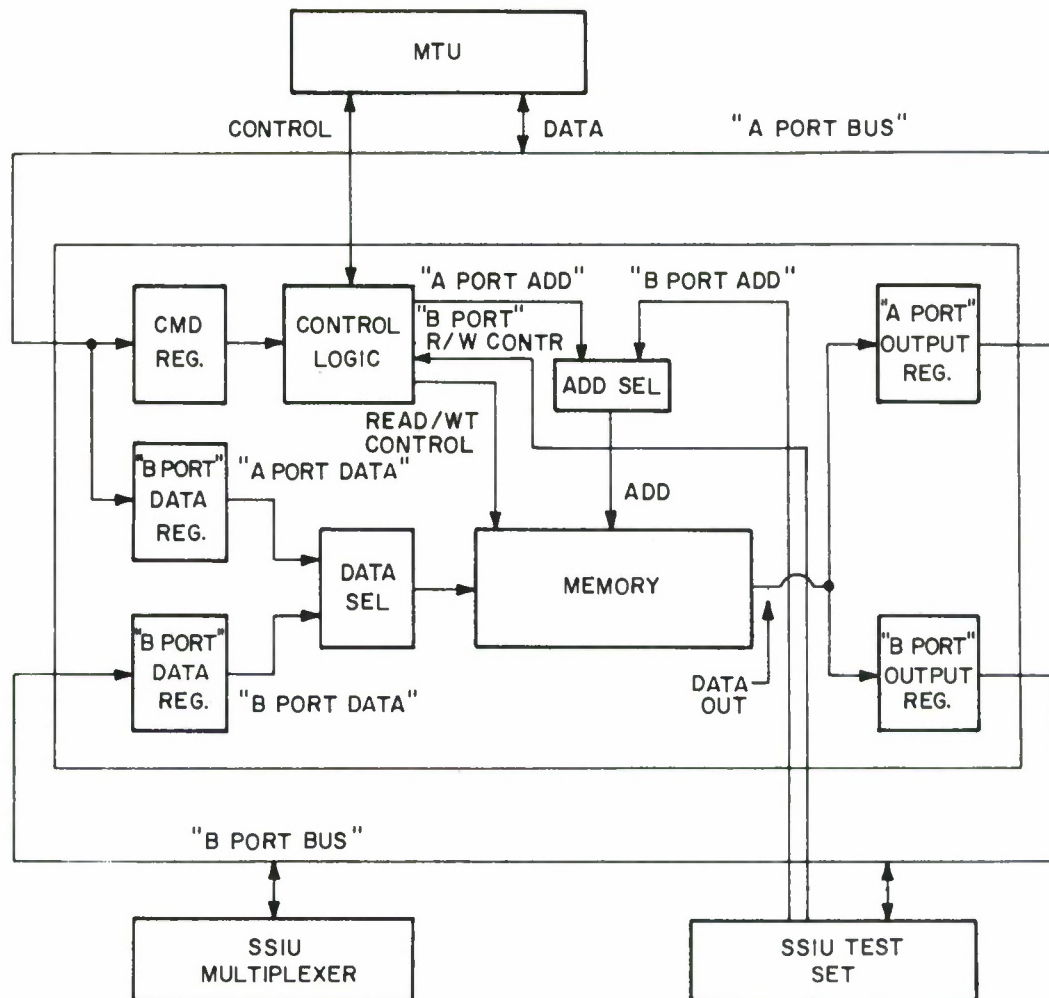 MTU
CONTROL
DATA
"A PORT BUS"
"A PORT ADD"
"B PORT ADD"
CMD
REG.
CONTROL
LOGIC
"B PORT"
R/W CONTR
ADD SEL
"A PORT"
OUTPUT
REG.
READ/WT
CONTROL
"B PORT"
DATA
REG.
"A PORT DATA"
ADD
DATA
SEL
MEMORY
"B PORT"
DATA
REG.
"B PORT DATA"
DATA
OUT
"B PORT"
OUTPUT
REG.
"B PORT BUS"
SSIU
MULTIPLEXER
SSIU TEST
SET